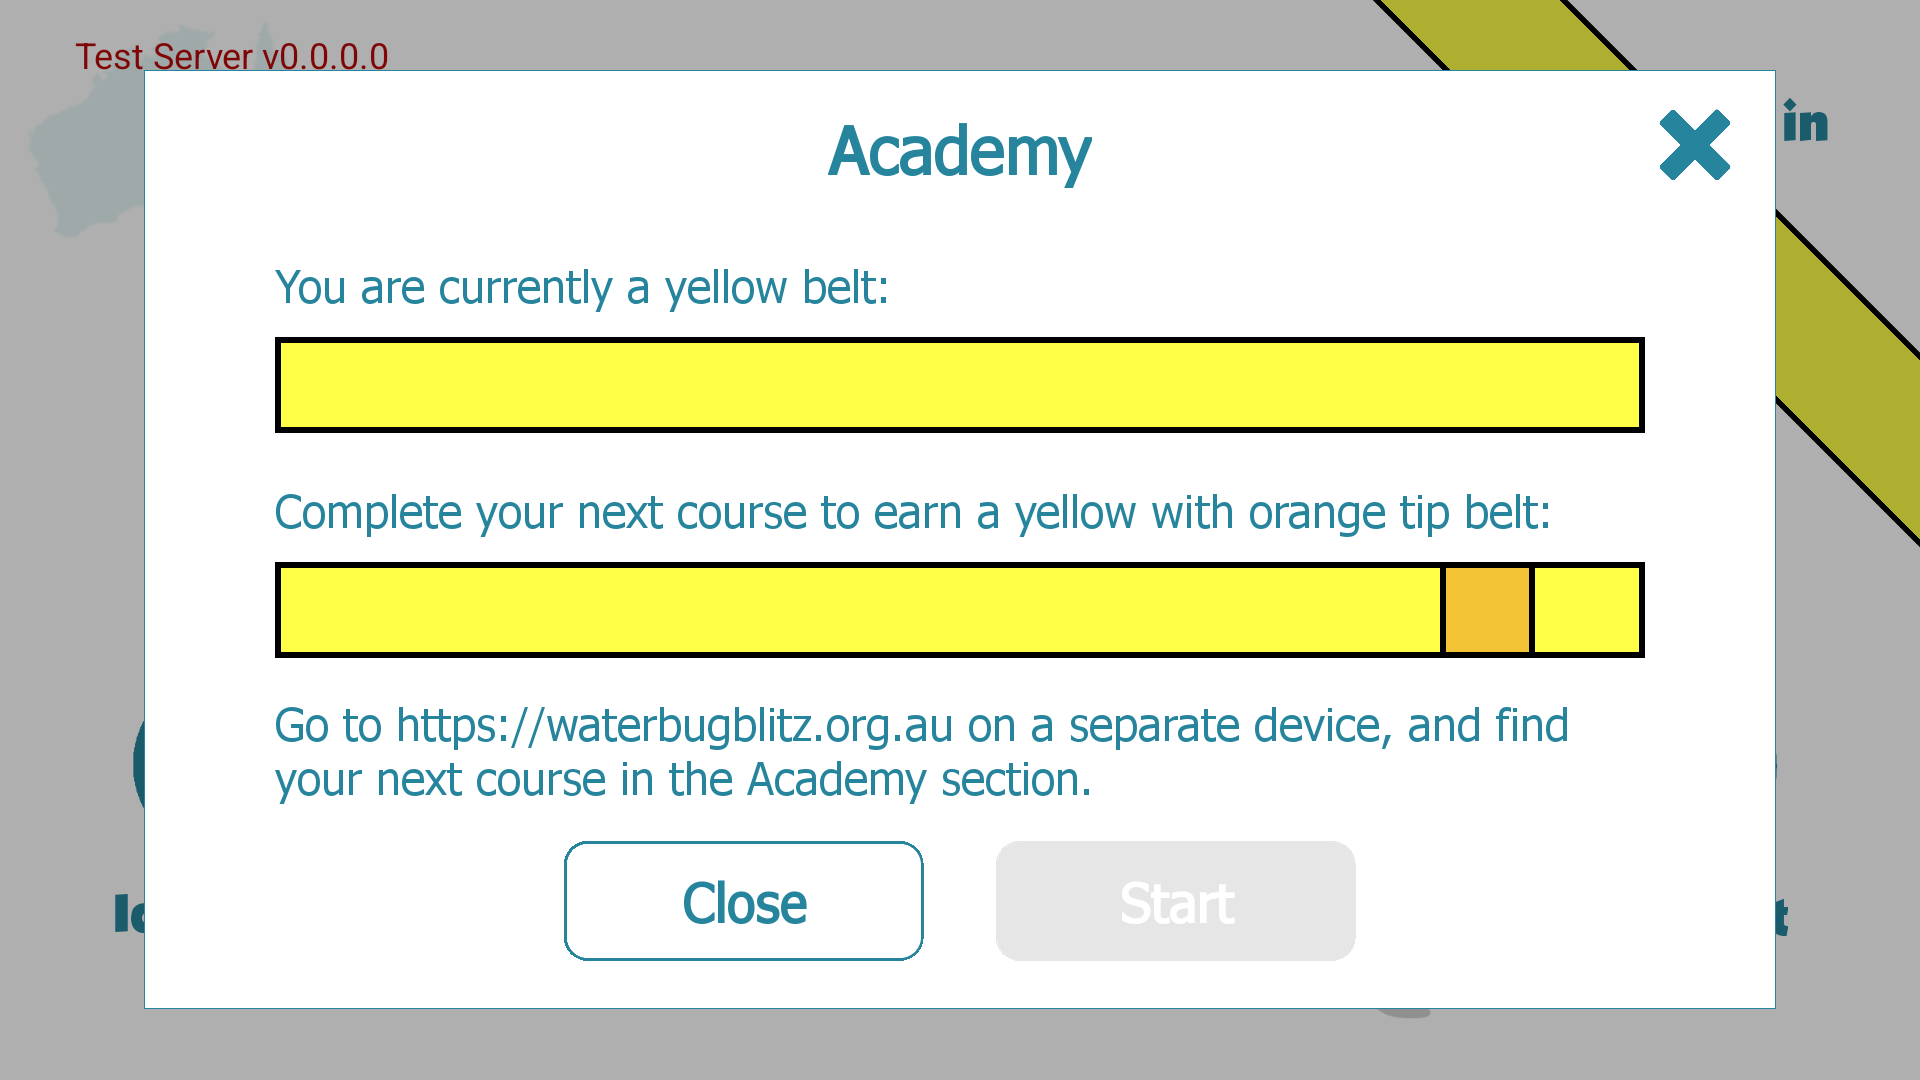 Test Server v0.0.0.0
in
Academy
You are currently a yellow belt:
Complete your next course to earn a yellow with orange tip belt:
Go to https://waterbugblitz.org.au on a separate device, and find
your next course in the Academy section.
Close
Start